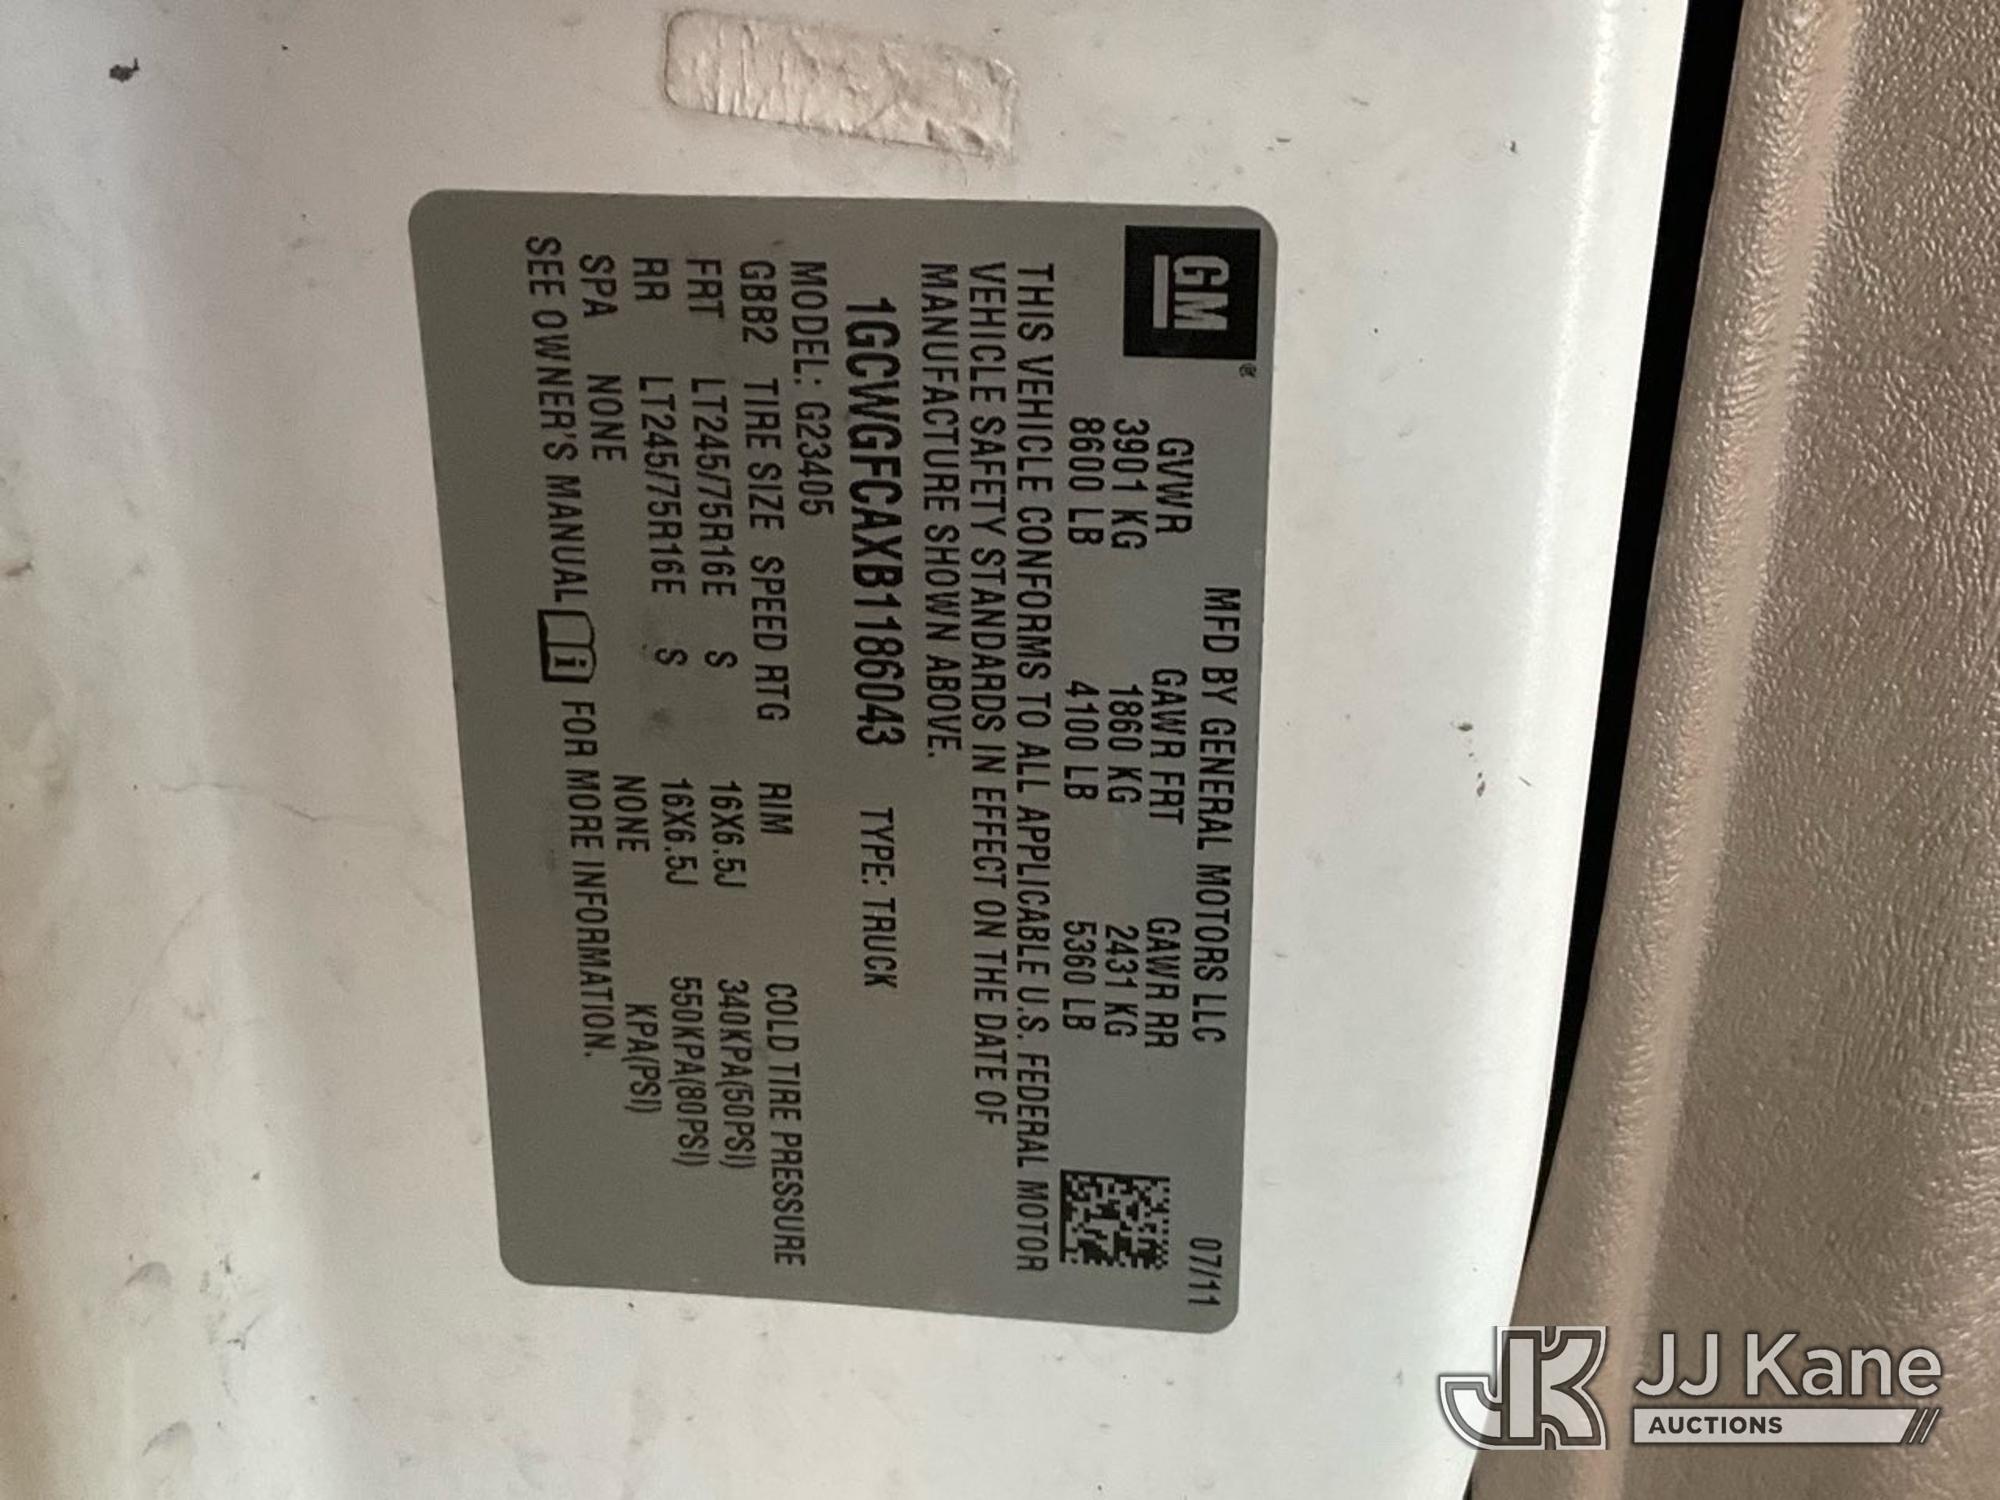 GM®
MFD BY GENERAL MOTORS LLC 07/11
GVWR GAWR FRT GAWR RR
3901 KG 1860 KG 2431 KG
8600 LB 4100 LB 5360 LB
THIS VEHICLE CONFORMS TO ALL APPLICABLE U.S. FEDERAL MOTOR
VEHICLE SAFETY STANDARDS IN EFFECT ON THE DATE OF
MANUFACTURE SHOWN ABOVE.
1GCWGFCAXB1186043 TYPE: TRUCK
MODEL: G23405
GBB2 TIRE SIZE SPEED RTG RIM COLD TIRE PRESSURE
FRT LT245/75R16E S 16X6.5J 340KPA(50PSI)
RR LT245/75R16E S 16X6.5J 550KPA(80PSI)
SPA NONE NONE KPA(PSI)
SEE OWNER'S MANUAL i FOR MORE INFORMATION.
JK JJ Kane
AUCTIONS